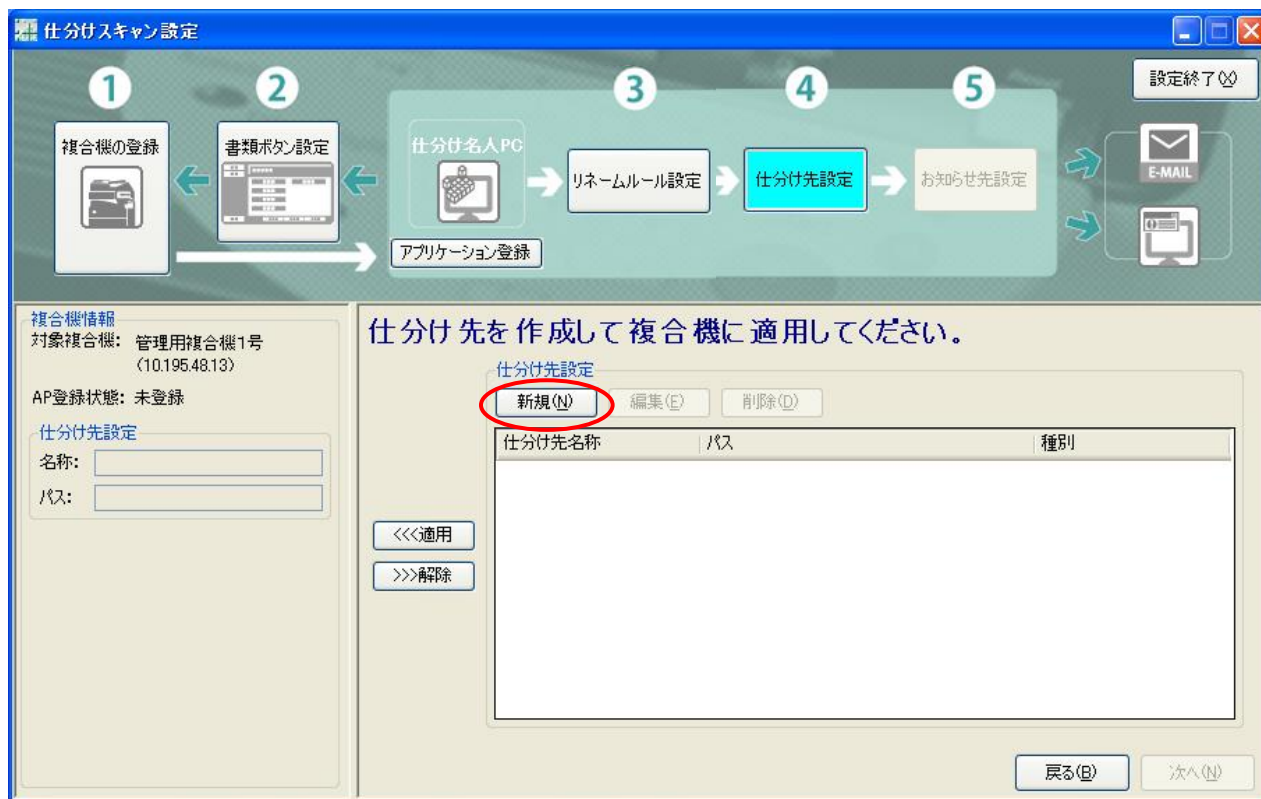 仕分けスキャン設定
1
2
3
4
5
設定終了(X)
複合機の登録
書類ボタン設定
仕分け名人PC
リネームルール設定
仕分け先設定
お知らせ先設定
E-MAIL
アプリケーション登録
複合機情報
対象複合機: 管理用複合機1号
(10.195.48.13)
AP登録状態: 未登録
仕分け先設定
名称:
パス:
仕分け先を作成して複合機に適用してください。
仕分け先設定
新規(N) 編集(E) 削除(D)
仕分け先名称 パス 種別
<<<適用
>>>解除
戻る(B) 次へ(N)